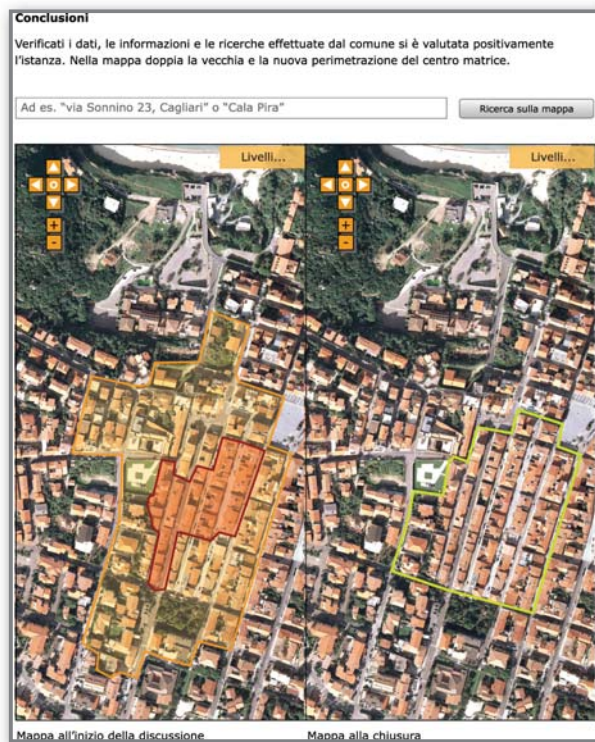 Conclusioni
Verificati i dati, le informazioni e le ricerche effettuate dal comune si è valutata positivamente
l'istanza. Nella mappa doppia la vecchia e la nuova perimetrazione del centro matrice.
Ad es. "via Sonnino 23, Cagliari" o "Cala Pira"
Ricerca sulla mappa
Livelli...
Livelli...
Mappa all'inizio della discussione
Mappa alla chiusura